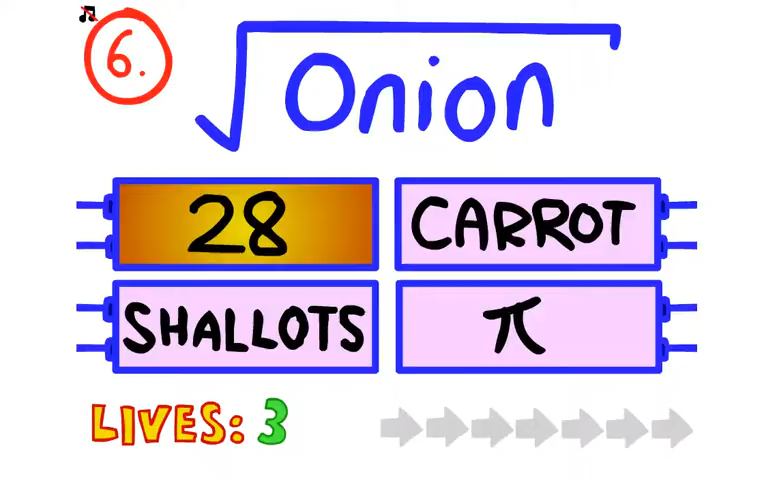 6.
√Onion
28
CARROT
SHALLOTS
π
LIVES: 3